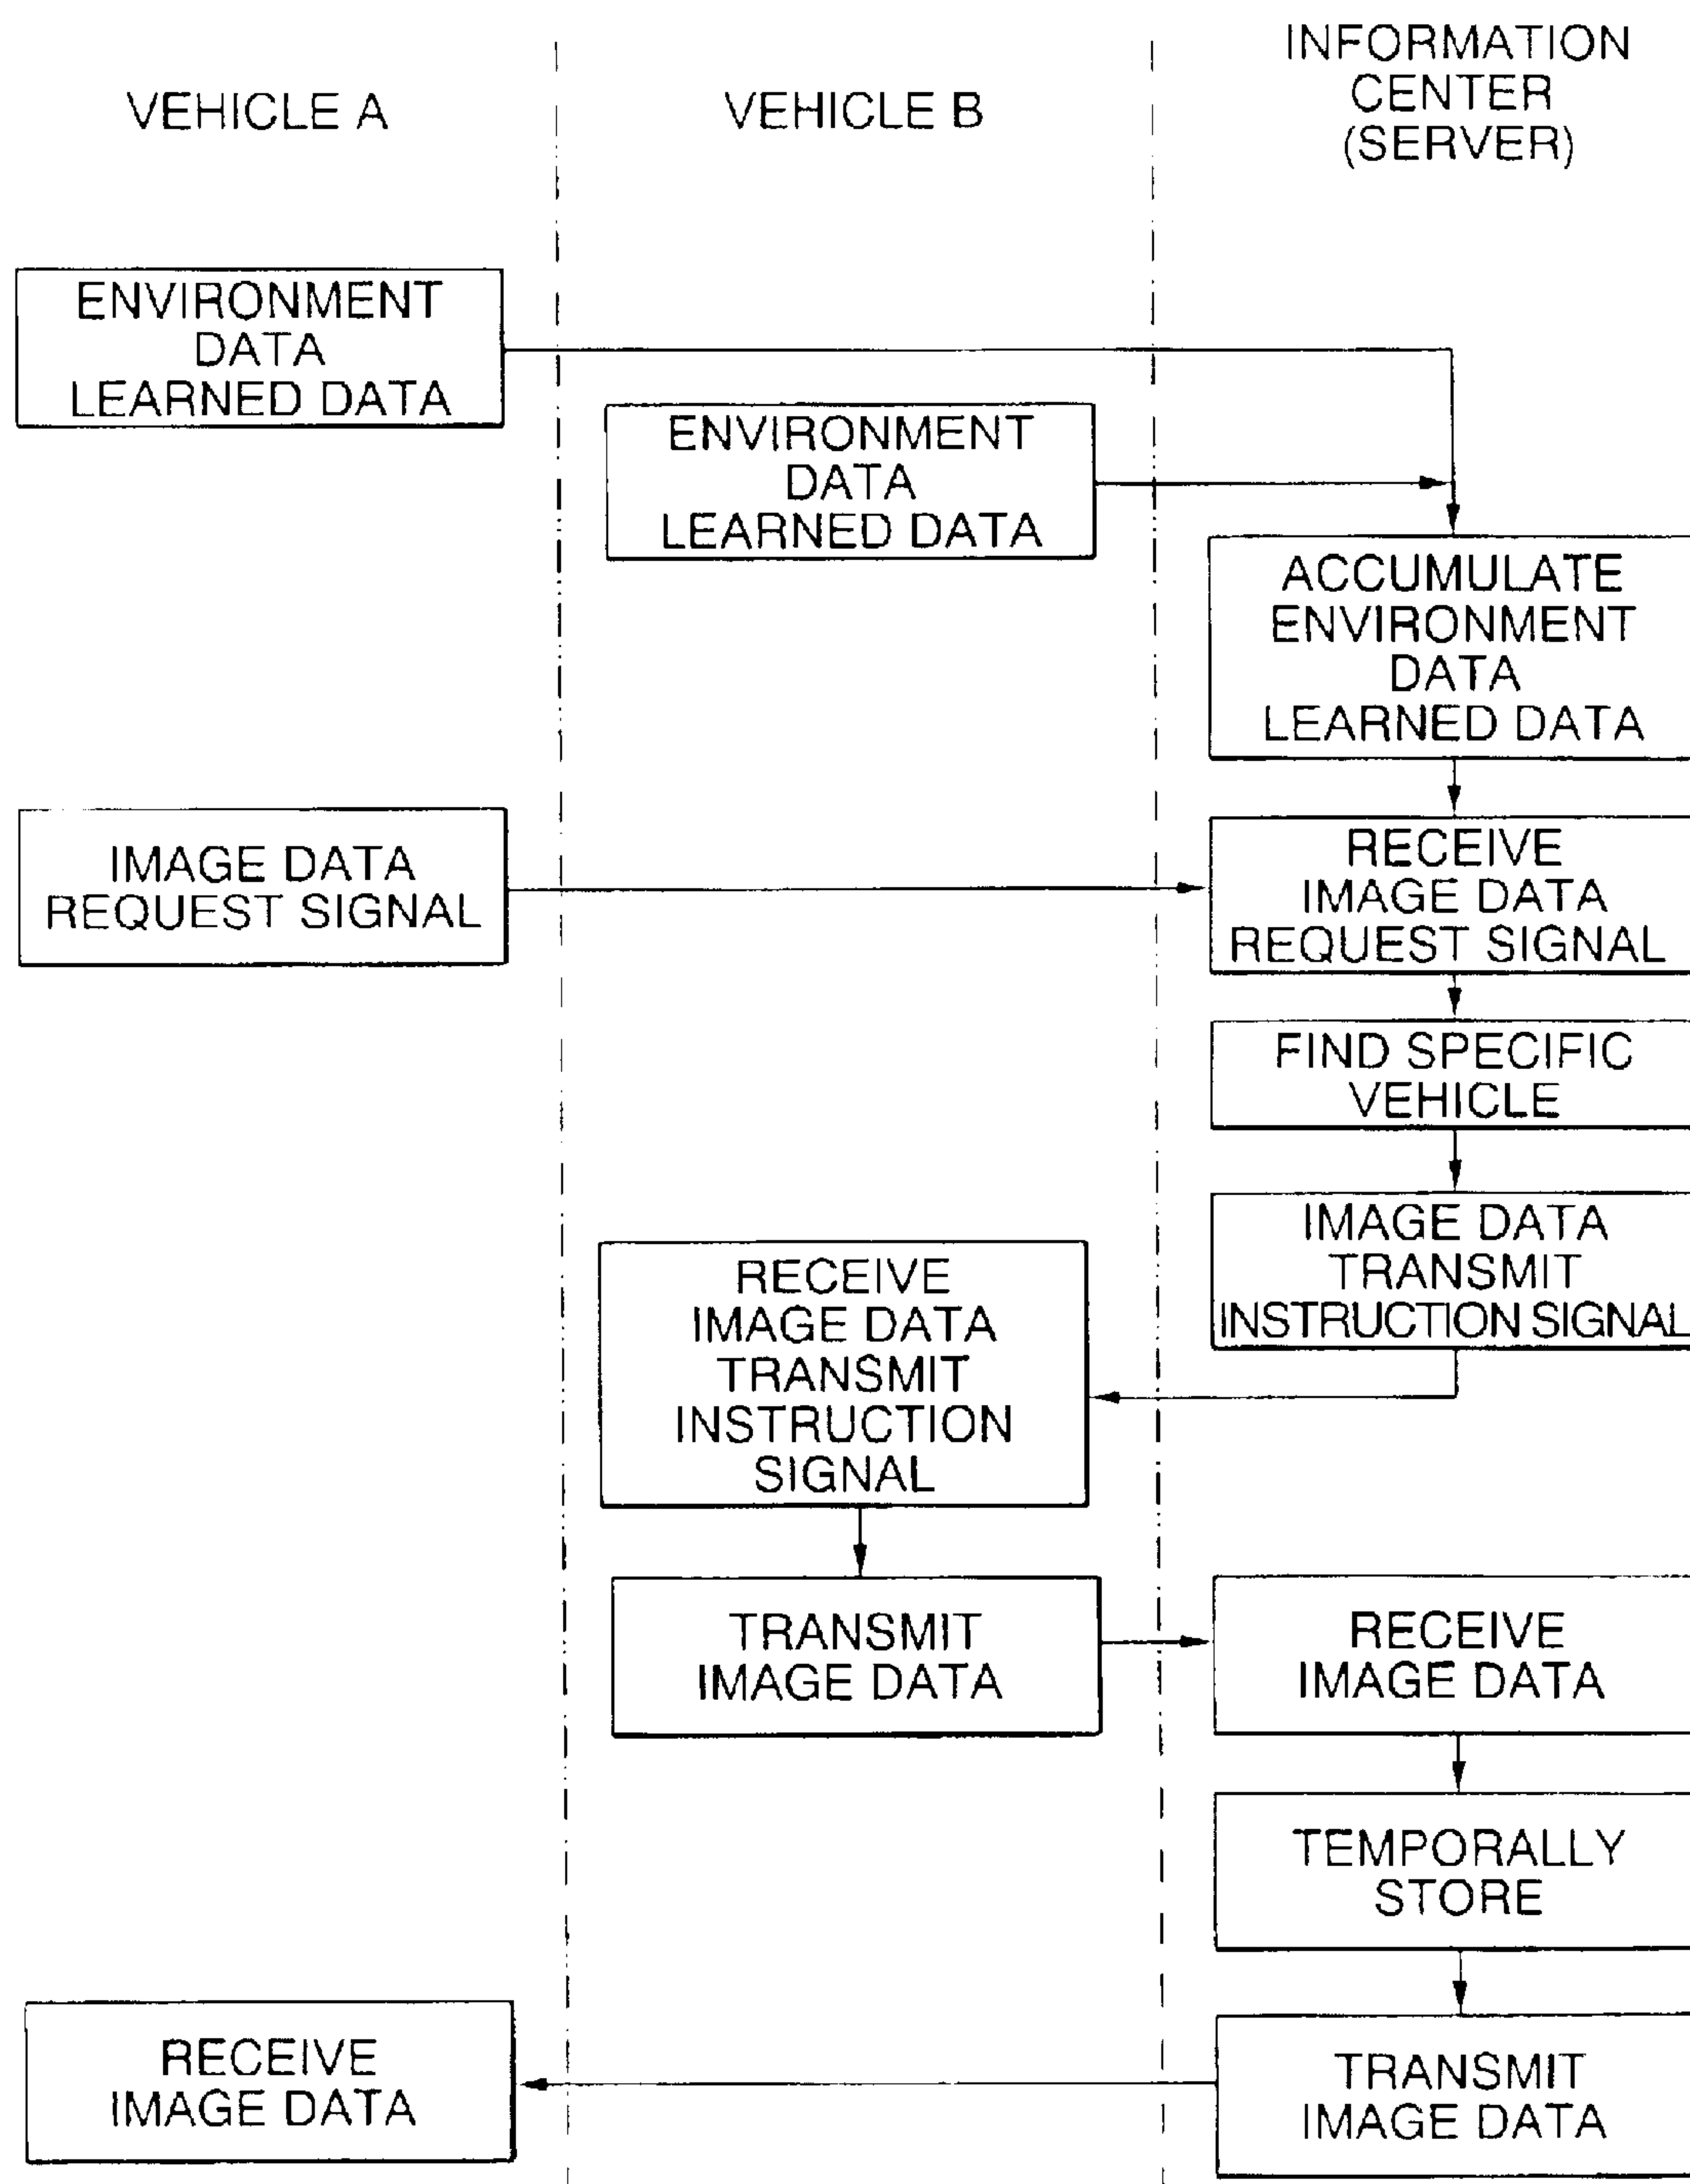 VEHICLE A
VEHICLE B
INFORMATION
CENTER
(SERVER)
ENVIRONMENT
DATA
LEARNED DATA
ENVIRONMENT
DATA
LEARNED DATA
ACCUMULATE
ENVIRONMENT
DATA
LEARNED DATA
IMAGE DATA
REQUEST SIGNAL
RECEIVE
IMAGE DATA
REQUEST SIGNAL
FIND SPECIFIC
VEHICLE
IMAGE DATA
TRANSMIT
INSTRUCTION SIGNAL
RECEIVE
IMAGE DATA
TRANSMIT
INSTRUCTION
SIGNAL
TRANSMIT
IMAGE DATA
RECEIVE
IMAGE DATA
TEMPORALLY
STORE
TRANSMIT
IMAGE DATA
RECEIVE
IMAGE DATA